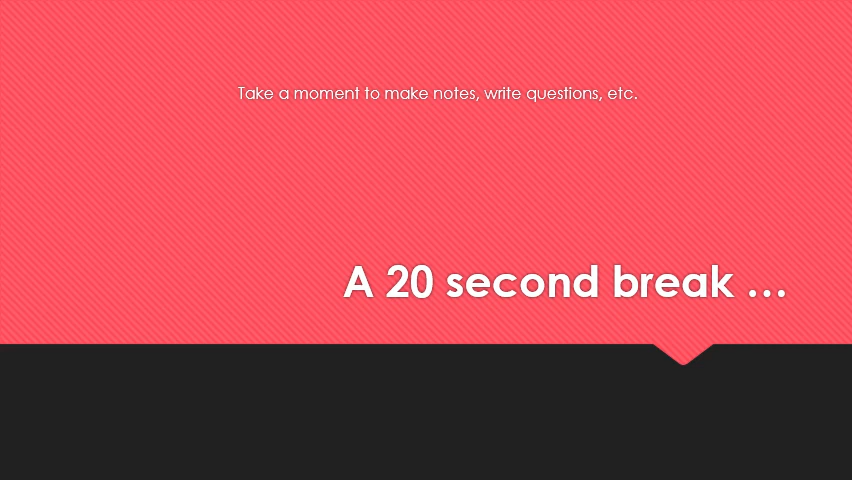 Take a moment to make notes, write questions, etc.
A 20 second break …